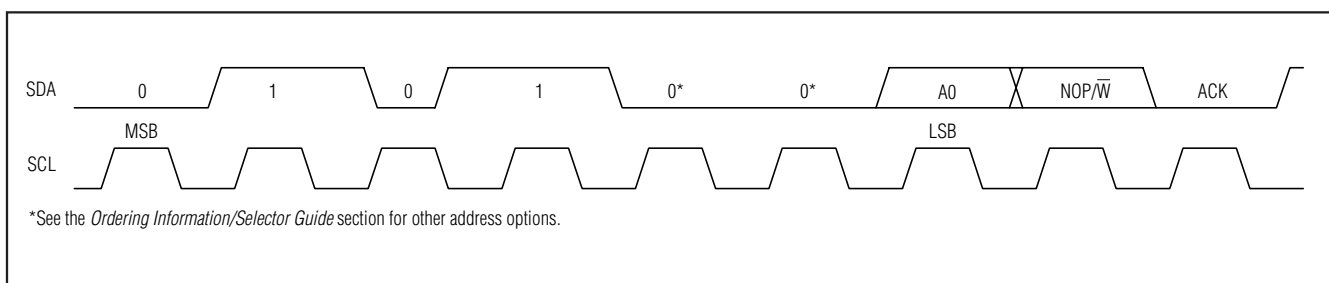 SDA 0 1 0 1 0* 0* A0 NOP/W̅ ACK
MSB LSB
SCL
*See the Ordering Information/Selector Guide section for other address options.